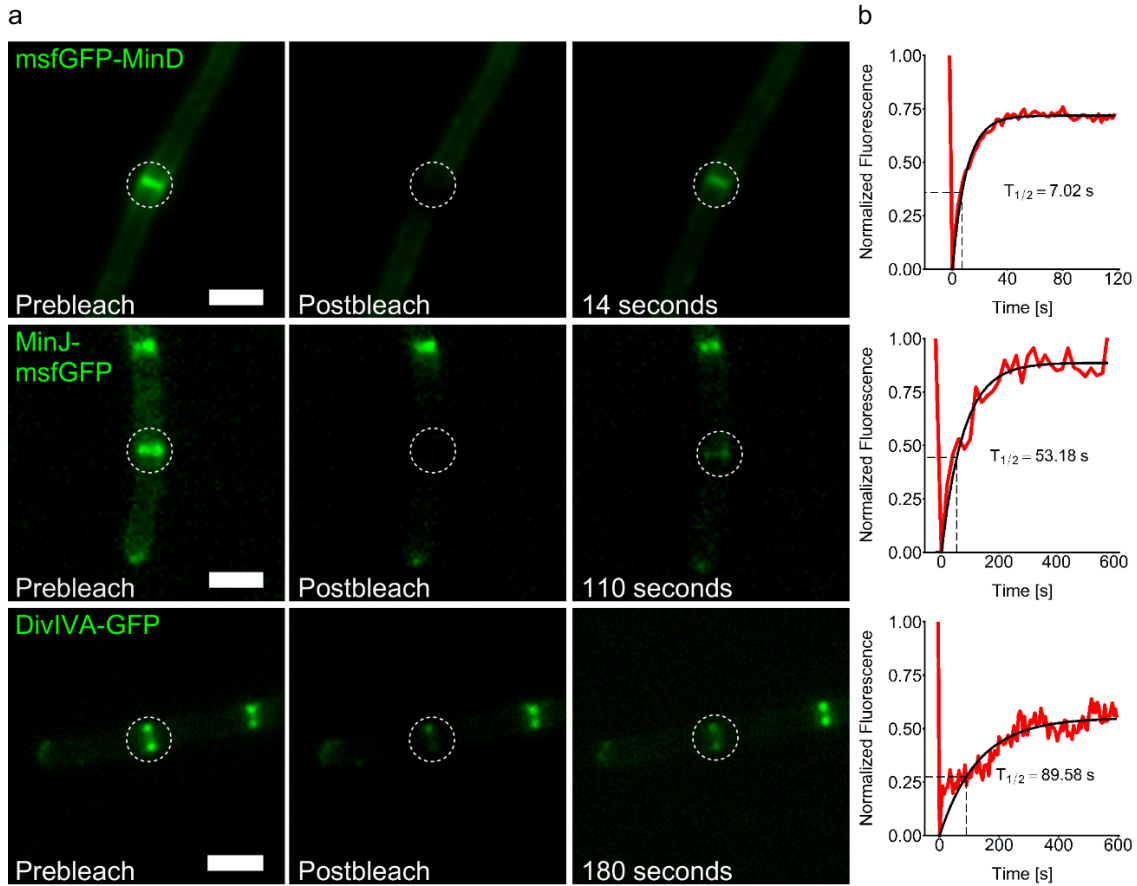 a
b
msfGFP-MinD
Prebleach
Postbleach
14 seconds
1.00
0.75
0.50
0.25
0.00
Normalized Fluorescence
T1/2 = 7.02 s
0 40 80 120
Time [s]
MinJ-
msfGFP
Prebleach
Postbleach
110 seconds
1.00
0.75
0.50
0.25
0.00
Normalized Fluorescence
T1/2 = 53.18 s
0 200 400 600
Time [s]
DivIVA-GFP
Prebleach
Postbleach
180 seconds
1.00
0.75
0.50
0.25
0.00
Normalized Fluorescence
T1/2 = 89.58 s
0 200 400 600
Time [s]